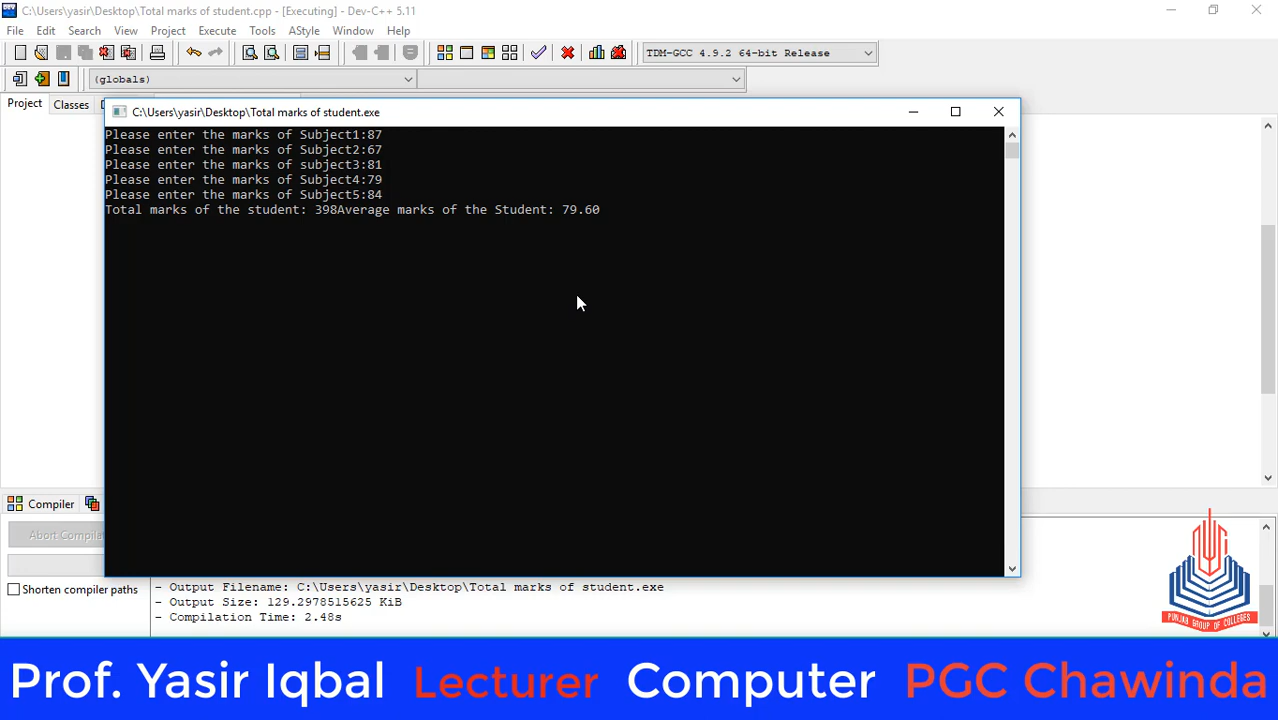 C:\Users\yasir\Desktop\Total marks of student.cpp - [Executing] - Dev-C++ 5.11
File Edit Search View Project Execute Tools AStyle Window Help
TDM-GCC 4.9.2 64-bit Release
(globals)
Project Classes
C:\Users\yasir\Desktop\Total marks of student.exe
Please enter the marks of Subject1:87
Please enter the marks of Subject2:67
Please enter the marks of subject3:81
Please enter the marks of Subject4:79
Please enter the marks of Subject5:84
Total marks of the student: 398Average marks of the Student: 79.60
Compiler
Abort Compila
Shorten compiler paths
- Output Filename: C:\Users\yasir\Desktop\Total marks of student.exe
- Output Size: 129.2978515625 KiB
- Compilation Time: 2.48s
PUNJAB GROUP OF COLLEGES
Prof. Yasir Iqbal Lecturer Computer PGC Chawinda